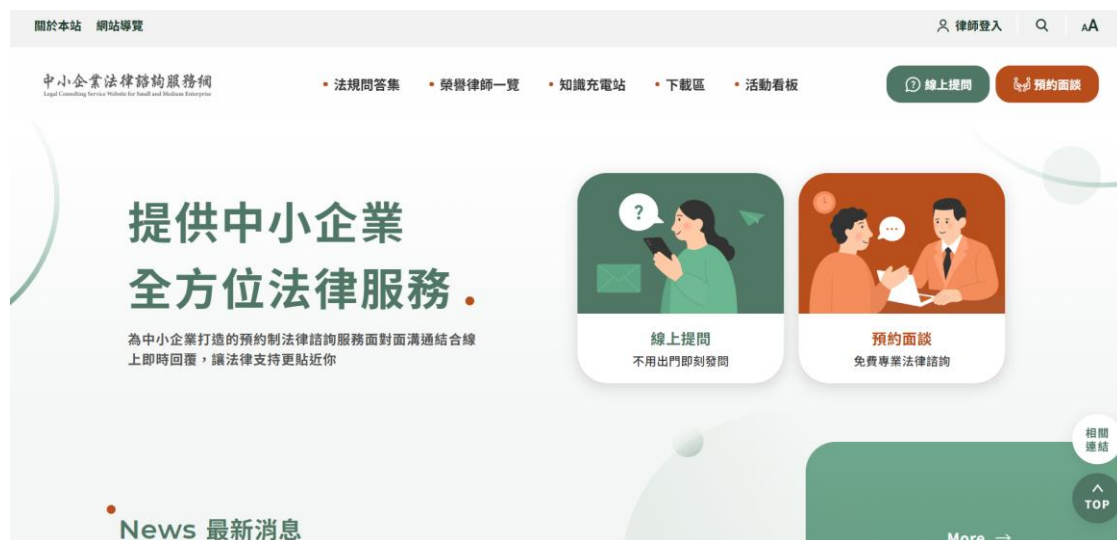 關於本站 網站導覽
律師登入
AA
中小企業法律諮詢服務網
Legal Consulting Service Website for Small and Medium Enterprise
法規問答集
榮譽律師一覽
知識充電站
下載區
活動看板
? 線上提問
預約面談
提供中小企業
全方位法律服務.
為中小企業打造的預約制法律諮詢服務面對面溝通結合線
上即時回覆,讓法律支持更貼近你
?
線上提問
不用出門即刻發問
預約面談
免費專業法律諮詢
相關
連結
TOP
News 最新消息
More →